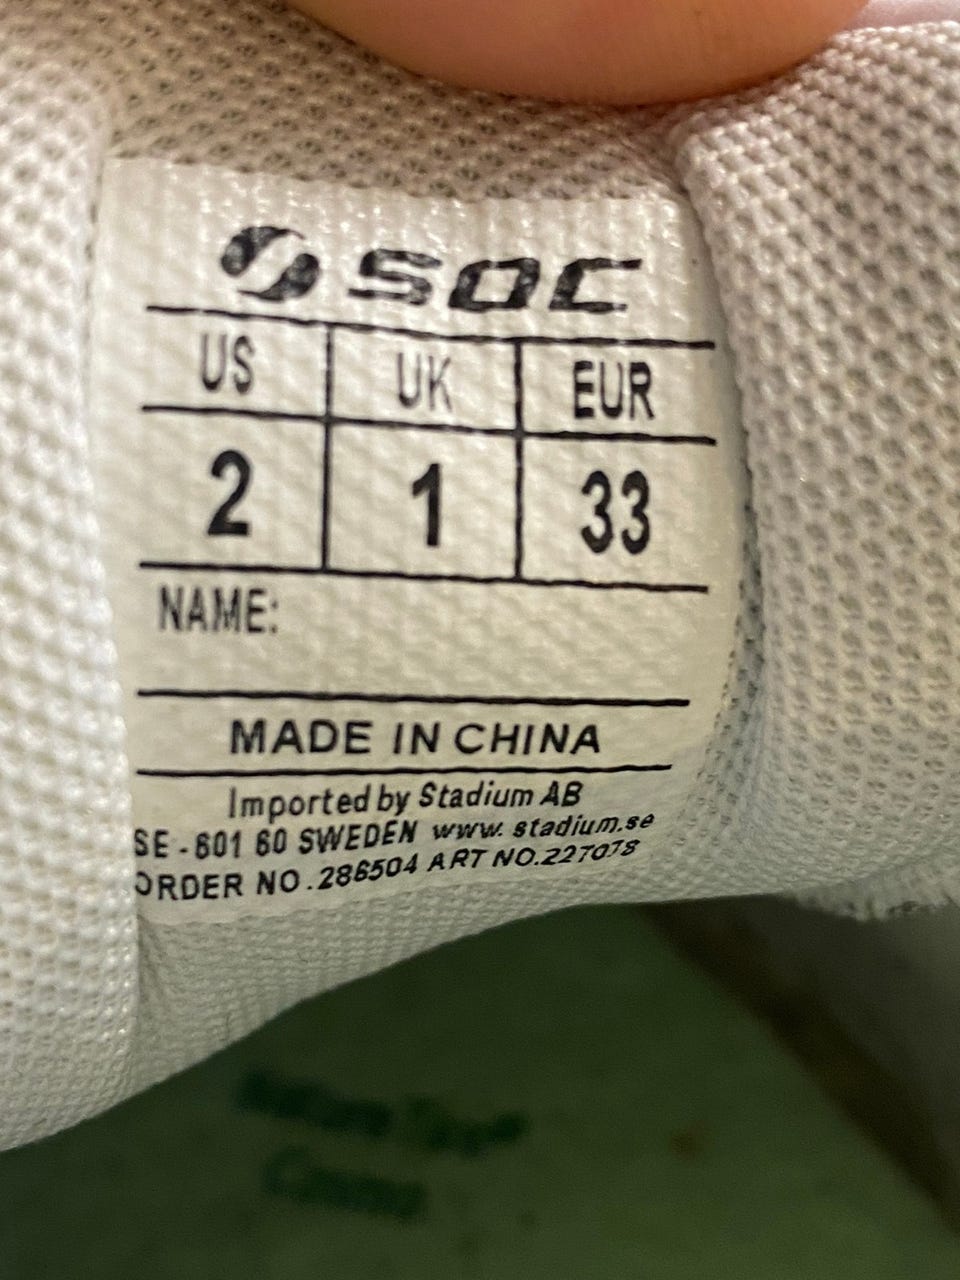 SOC
US UK EUR
2 1 33
NAME:
MADE IN CHINA
Imported by Stadium AB
SE-601 60 SWEDEN www.stadium.se
ORDER NO.286504 ART NO.227078